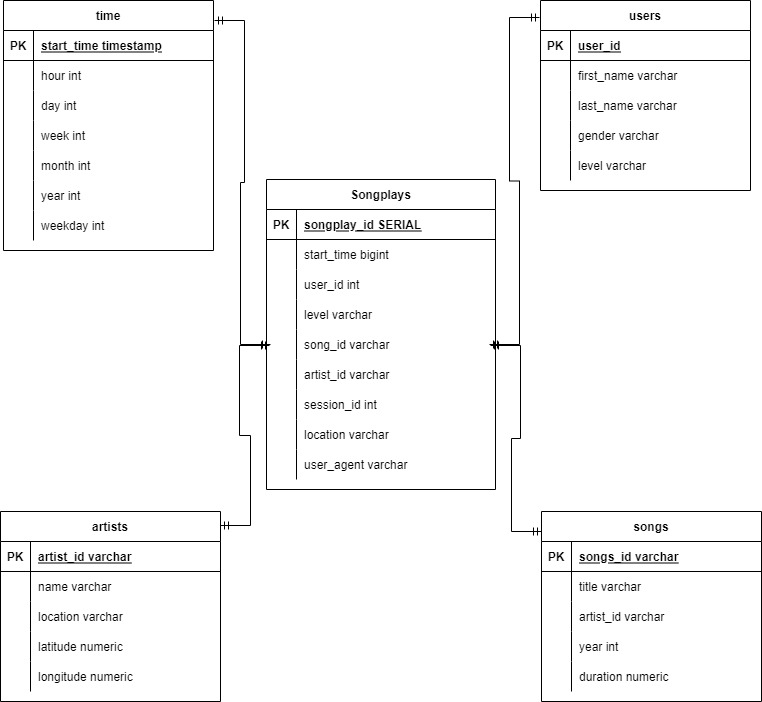 time
PK start_time timestamp
hour int
day int
week int
month int
year int
weekday int
users
PK user_id
first_name varchar
last_name varchar
gender varchar
level varchar
Songplays
PK songplay_id SERIAL
start_time bigint
user_id int
level varchar
song_id varchar
artist_id varchar
session_id int
location varchar
user_agent varchar
artists
PK artist_id varchar
name varchar
location varchar
latitude numeric
longitude numeric
songs
PK songs_id varchar
title varchar
artist_id varchar
year int
duration numeric